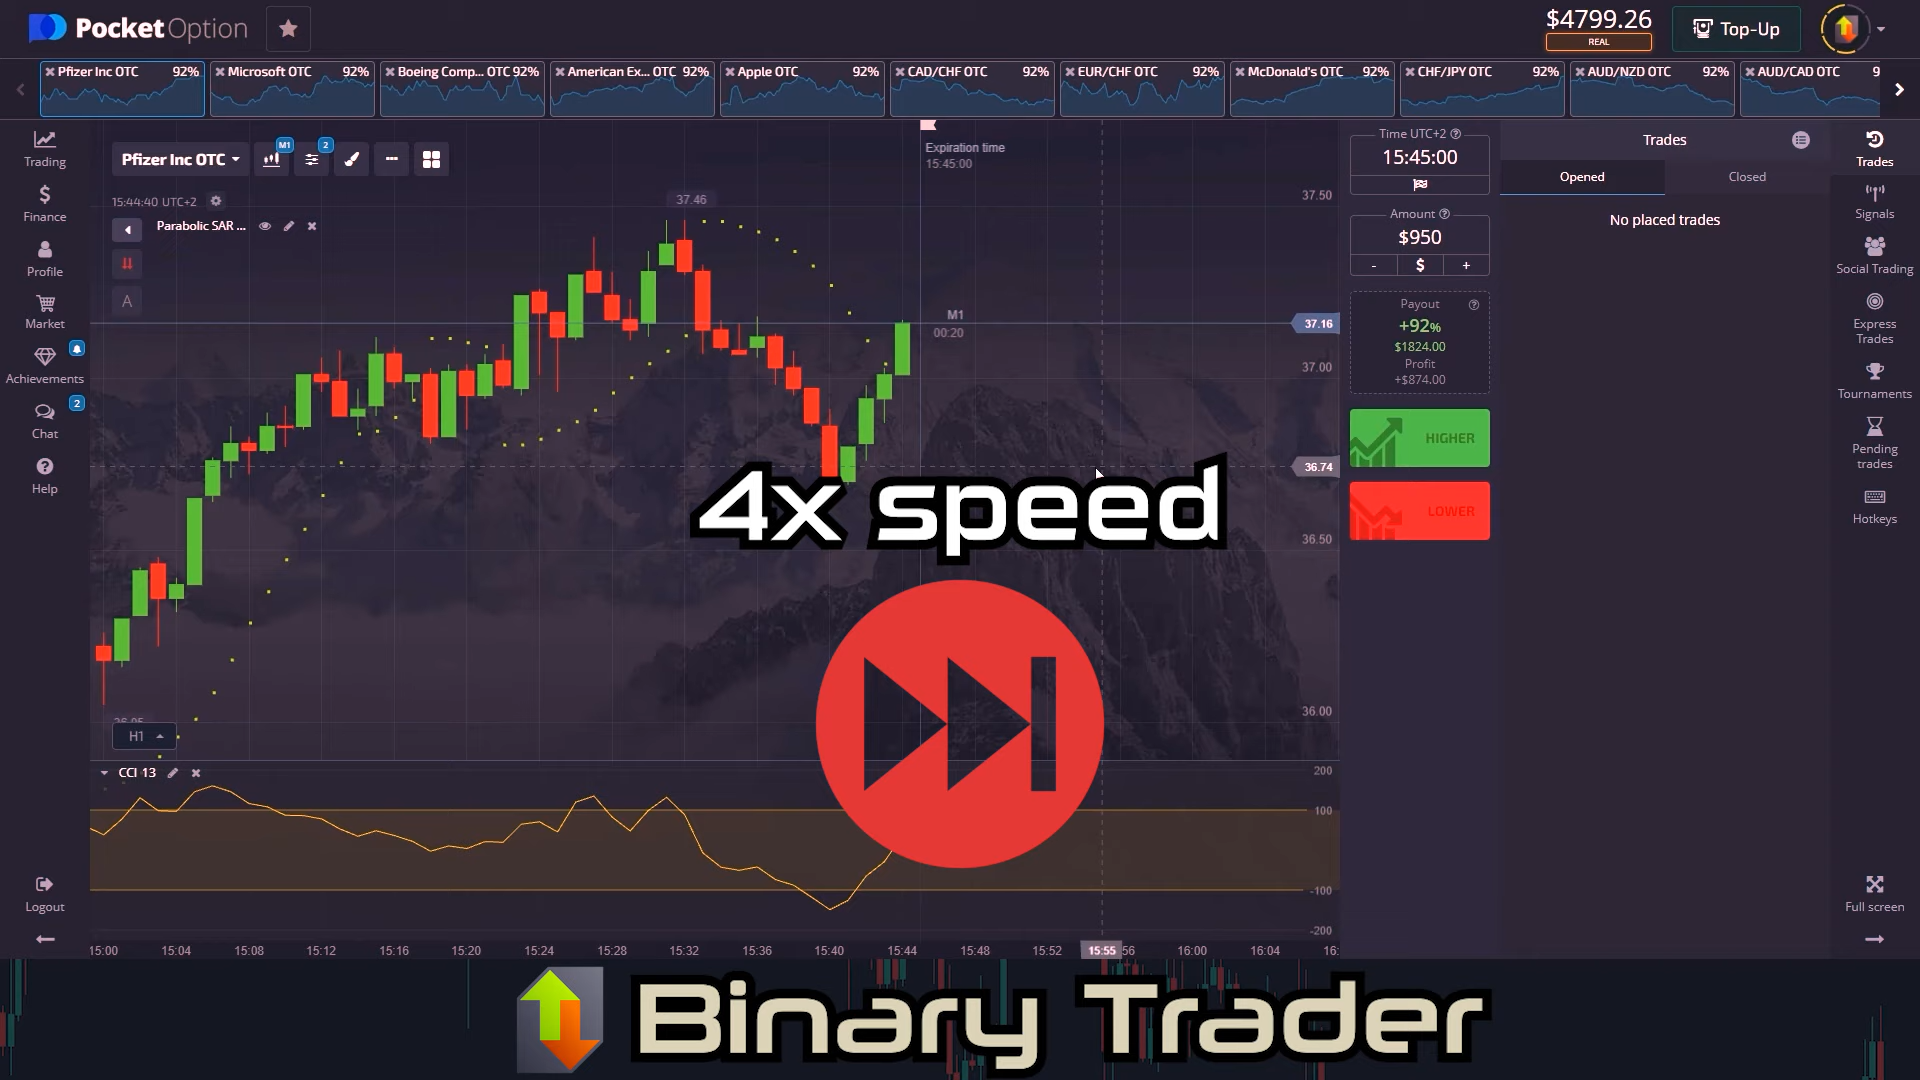 PocketOption
$4799.26
REAL
Top-Up
Pfizer Inc OTC 92%
Microsoft OTC 92%
Boeing Comp... OTC 92%
American Ex... OTC 92%
Apple OTC 92%
CAD/CHF OTC 92%
EUR/CHF OTC 92%
McDonald's OTC 92%
CHF/JPY OTC 92%
AUD/NZD OTC 92%
AUD/CAD OTC 9
Trading
Finance
Profile
Market
Achievements
2
Chat
Help
Logout
Pfizer Inc OTC
M1
2
15:44:40 UTC+2
Parabolic SAR ...
A
37.46
Expiration time
15:45:00
M1
00:20
37.50
37.16
37.00
36.74
36.50
36.00
H1
4x speed
CCI 13
200
100
-100
-200
15:00
15:04
15:08
15:12
15:16
15:20
15:24
15:28
15:32
15:36
15:40
15:44
15:48
15:52
15:55
56
16:00
16:04
16:
Time UTC+2
15:45:00
Amount
$950
- $ +
Payout
+92%
$1824.00
Profit
+$874.00
HIGHER
LOWER
Trades
Opened
Closed
No placed trades
Trades
Signals
Social Trading
Express
Trades
Tournaments
Pending
trades
Hotkeys
Full screen
Binary Trader